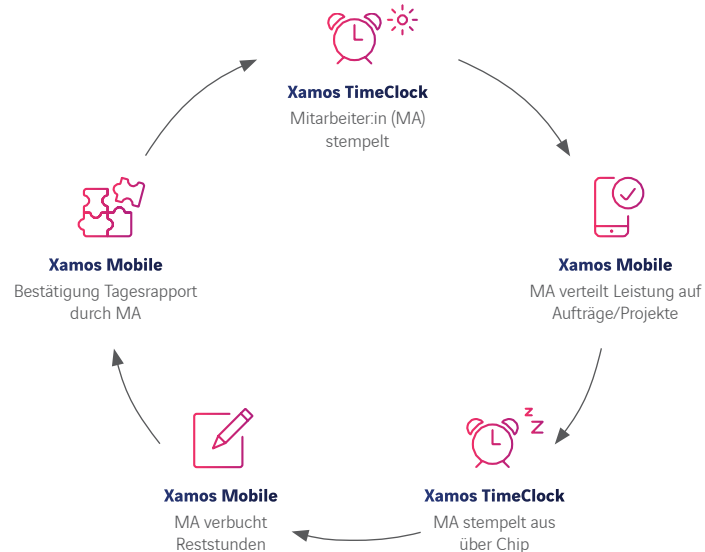 Xamos TimeClock
Mitarbeiter:in (MA)
stempelt
Xamos Mobile
MA verteilt Leistung auf
Aufträge/Projekte
Xamos TimeClock
MA stempelt aus
über Chip
Xamos Mobile
MA verbucht
Reststunden
Xamos Mobile
Bestätigung Tagesrapport
durch MA
z
z